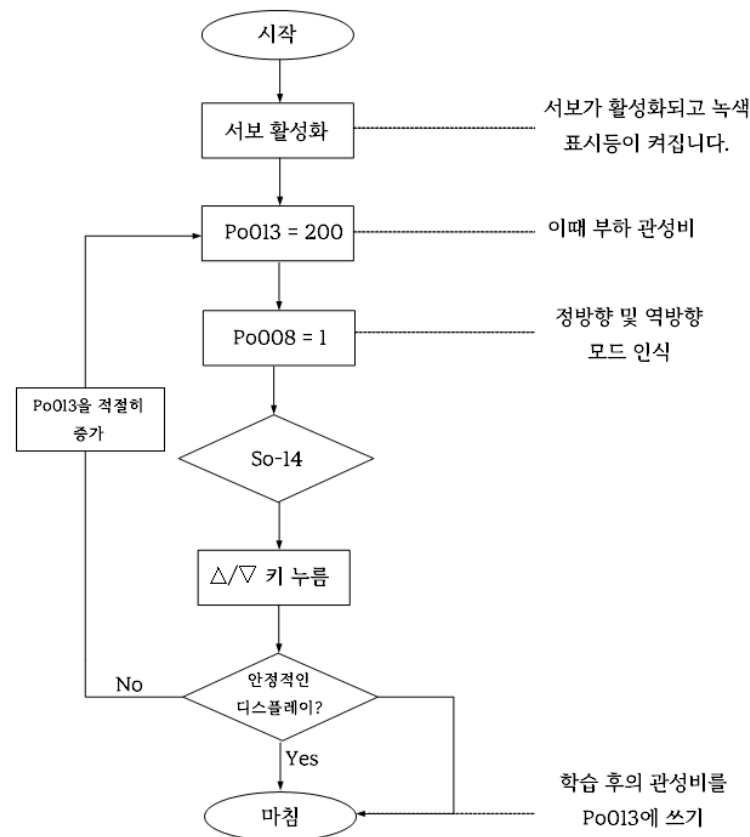 시작
서보 활성화
서보가 활성화되고 녹색
표시등이 켜집니다.
Po013 = 200
이때 부하 관성비
Po008 = 1
정방향 및 역방향
모드 인식
Po013을 적절히
증가
So-14
△/▽ 키 누름
안정적인
디스플레이?
No
Yes
마침
학습 후의 관성비를
Po013에 쓰기